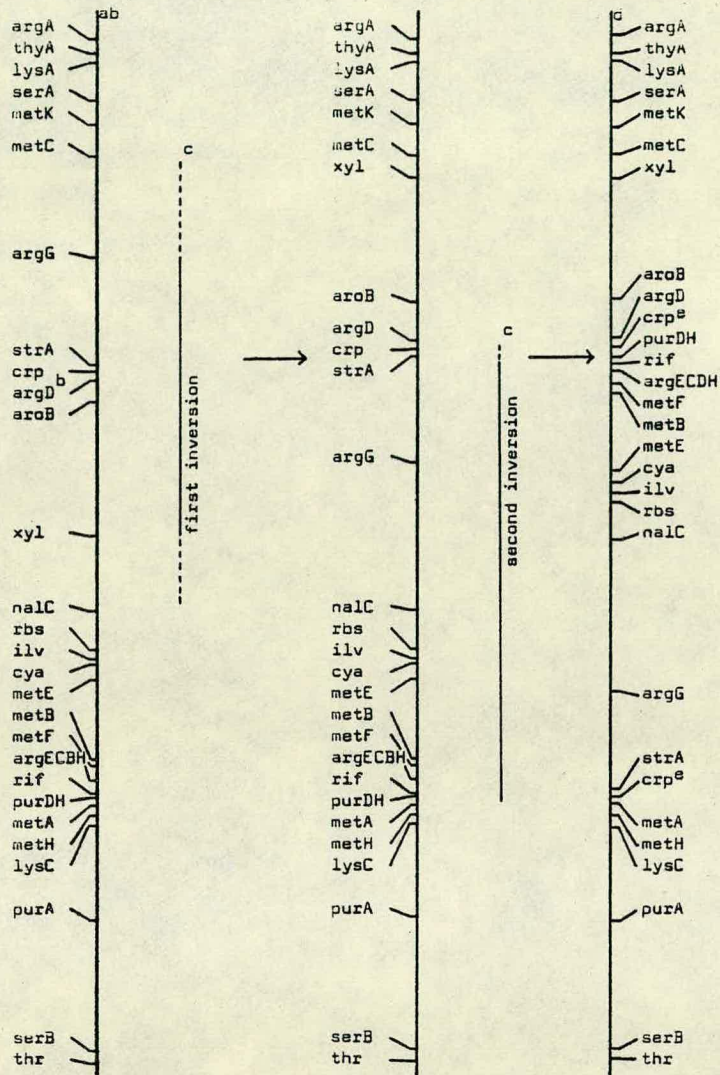 ab
argA
thyA
lysA
serA
metK
metC
argG
strA
crp
argD b
aroB
xyl
nalC
rbs
ilv
cya
metE
metB
metF
argECBH
rif
purDH
metA
metH
lysC
purA
serB
thr
c
first inversion
argA
thyA
lysA
serA
metK
metC
xyl
aroB
argD
crp
strA
argG
nalC
rbs
ilv
cya
metE
metB
metF
argECBH
rif
purDH
metA
metH
lysC
purA
serB
thr
c
second inversion
d
argA
thyA
lysA
serA
metK
metC
xyl
aroB
argD
crp e
purDH
rif
argECDH
metF
metB
metE
cya
ilv
rbs
nalC
argG
strA
crp e
metA
metH
lysC
purA
serB
thr